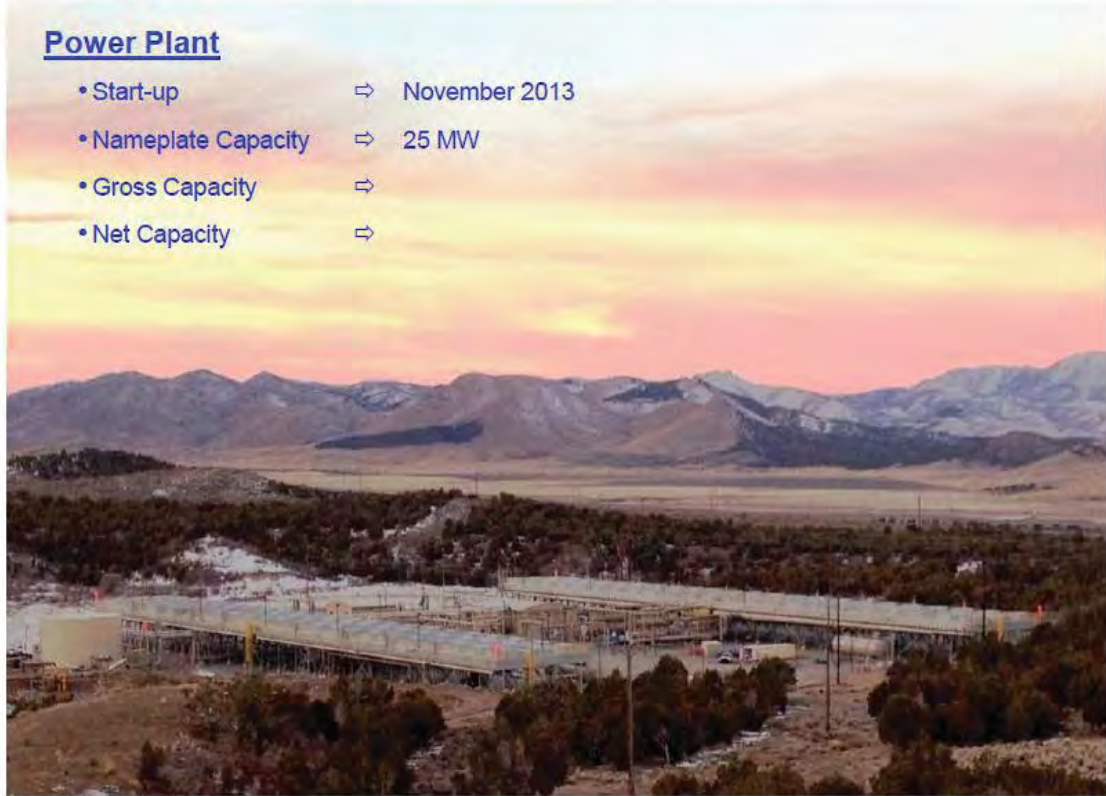 Power Plant
• Start-up ⇨ November 2013
• Nameplate Capacity ⇨ 25 MW
• Gross Capacity ⇨
• Net Capacity ⇨